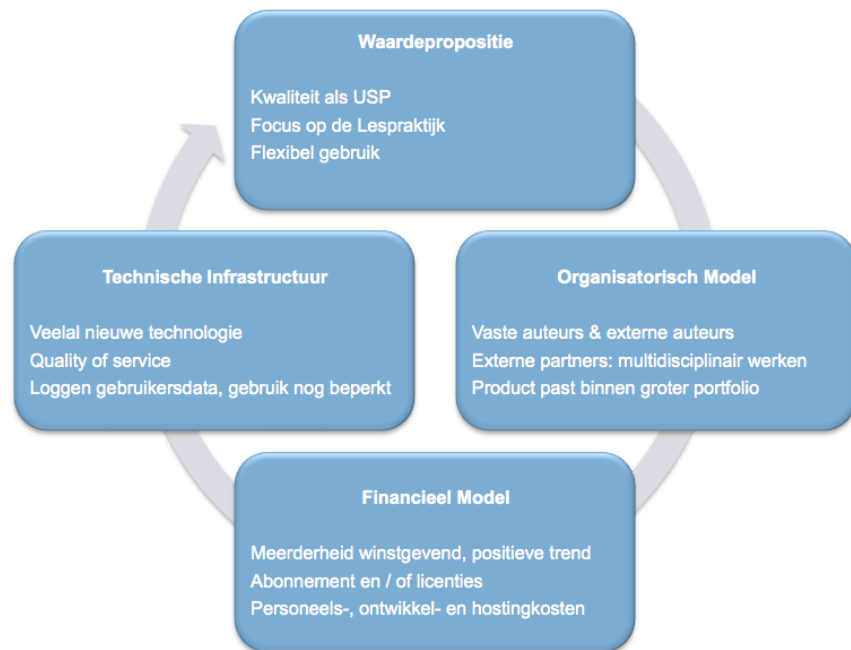 Waardepropositie
Kwaliteit als USP
Focus op de Lespraktijk
Flexibel gebruik
Technische Infrastructuur
Veelal nieuwe technologie
Quality of service
Loggen gebruikersdata, gebruik nog beperkt
Organisatorisch Model
Vaste auteurs & externe auteurs
Externe partners: multidisciplinair werken
Product past binnen groter portfolio
Financieel Model
Meerderheid winstgevend, positieve trend
Abonnement en / of licenties
Personeels-, ontwikkel- en hostingkosten